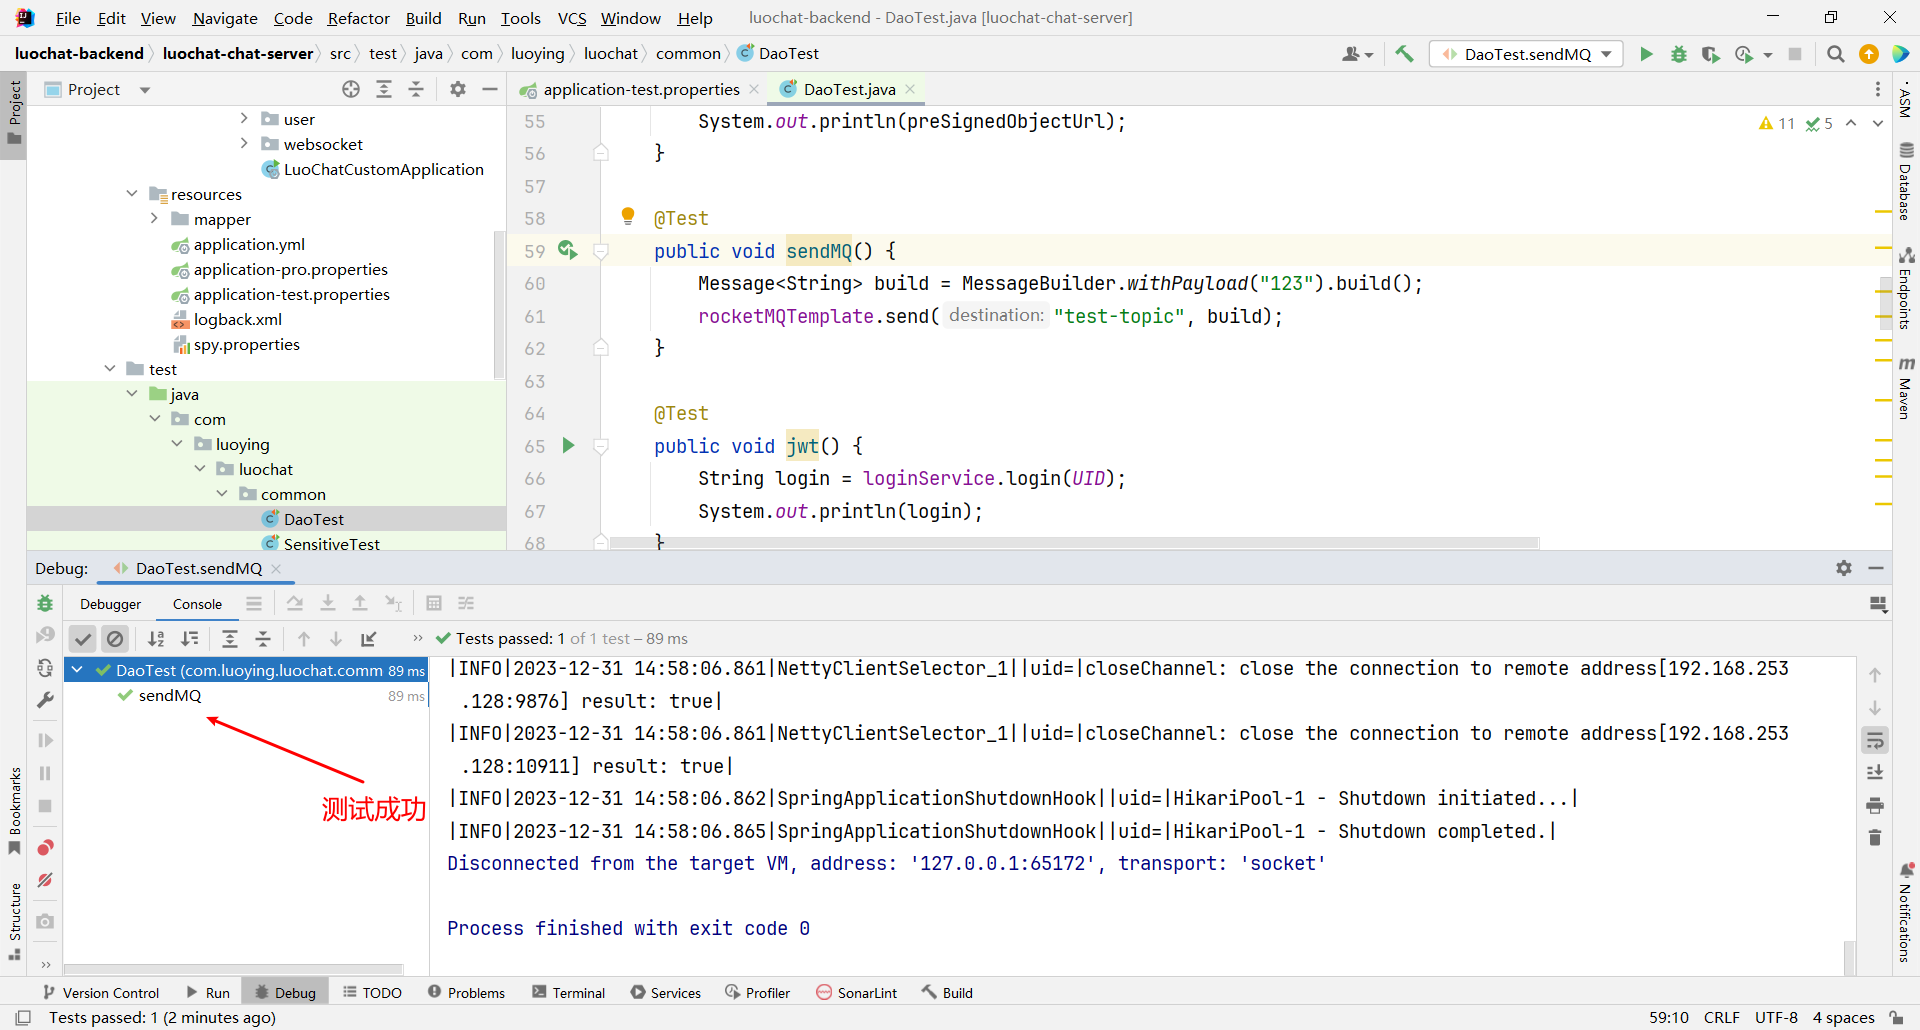 File Edit View Navigate Code Refactor Build Run Tools VCS Window Help luochat-backend - DaoTest.java [luochat-chat-server]
luochat-backend luochat-chat-server src test java com luoying luochat common DaoTest DaoTest.sendMQ
Project
Project
application-test.properties
DaoTest.java
user
websocket
LuoChatCustomApplication
resources
mapper
application.yml
application-pro.properties
application-test.properties
logback.xml
spy.properties
test
java
com
luoying
luochat
common
DaoTest
SensitiveTest
55 System.out.println(preSignedObjectUrl);
56 }
57
58 @Test
59 public void sendMQ() {
60 Message<String> build = MessageBuilder.withPayload("123").build();
61 rocketMQTemplate.send( destination: "test-topic", build);
62 }
63
64 @Test
65 public void jwt() {
66 String login = loginService.login(UID);
67 System.out.println(login);
68 }
11 5
ASM
Database
Endpoints
Maven
Notifications
Debug: DaoTest.sendMQ
Debugger Console
Tests passed: 1 of 1 test – 89 ms
DaoTest (com.luoying.luochat.comm 89 ms
sendMQ 89 ms
测试成功
|INFO|2023-12-31 14:58:06.861|NettyClientSelector_1||uid=|closeChannel: close the connection to remote address[192.168.253
.128:9876] result: true|
|INFO|2023-12-31 14:58:06.861|NettyClientSelector_1||uid=|closeChannel: close the connection to remote address[192.168.253
.128:10911] result: true|
|INFO|2023-12-31 14:58:06.862|SpringApplicationShutdownHook||uid=|HikariPool-1 - Shutdown initiated...|
|INFO|2023-12-31 14:58:06.865|SpringApplicationShutdownHook||uid=|HikariPool-1 - Shutdown completed.|
Disconnected from the target VM, address: '127.0.0.1:65172', transport: 'socket'
Process finished with exit code 0
Bookmarks
Structure
Version Control Run Debug TODO Problems Terminal Services Profiler SonarLint Build
Tests passed: 1 (2 minutes ago) 59:10 CRLF UTF-8 4 spaces